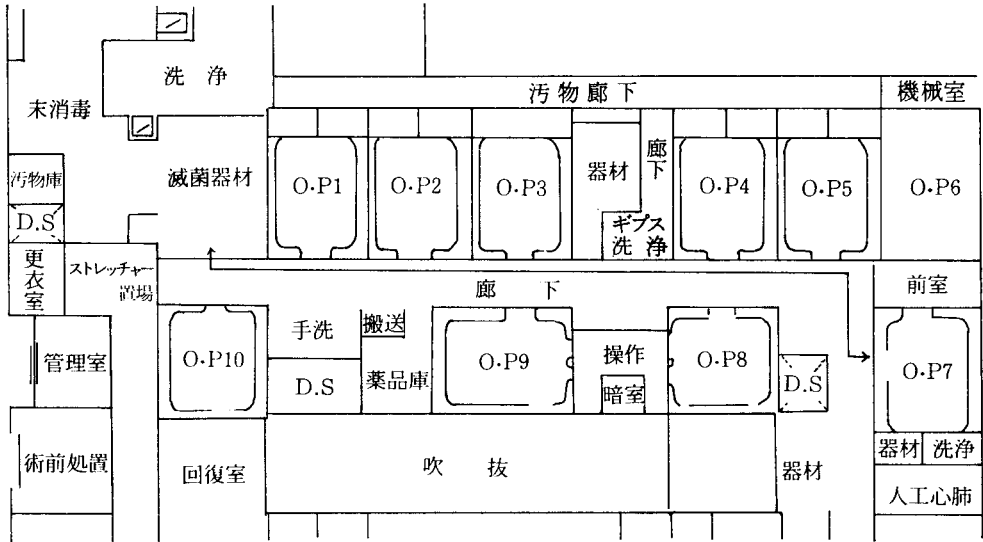 洗浄
汚物廊下
機械室
末消毒
滅菌器材
汚物庫
D.S
O.P1
O.P2
O.P3
器材
廊下
ギプス
洗浄
O.P4
O.P5
O.P6
更衣室
ストレッチャー
置場
廊下
前室
管理室
O.P10
手洗
搬送
D.S
薬品庫
O.P9
操作
暗室
O.P8
D.S
O.P7
術前処置
回復室
吹抜
器材
器材
洗浄
人工心肺